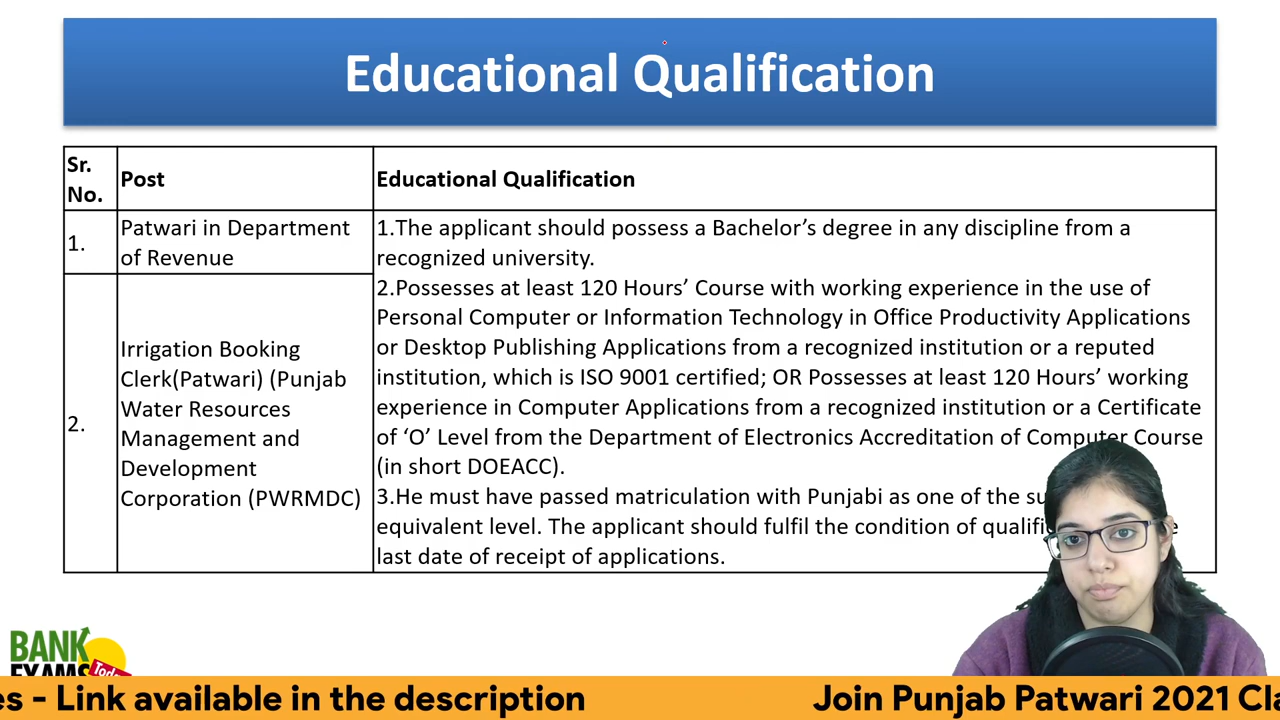 Educational Qualification
Sr.
No.
Post
Educational Qualification
1.
Patwari in Department
of Revenue
2.
Irrigation Booking
Clerk(Patwari) (Punjab
Water Resources
Management and
Development
Corporation (PWRMDC)
1.The applicant should possess a Bachelor’s degree in any discipline from a
recognized university.
2.Possesses at least 120 Hours’ Course with working experience in the use of
Personal Computer or Information Technology in Office Productivity Applications
or Desktop Publishing Applications from a recognized institution or a reputed
institution, which is ISO 9001 certified; OR Possesses at least 120 Hours’ working
experience in Computer Applications from a recognized institution or a Certificate
of ‘O’ Level from the Department of Electronics Accreditation of Computer Course
(in short DOEACC).
3.He must have passed matriculation with Punjabi as one of the
equivalent level. The applicant should fulfil the condition of
last date of receipt of applications.
BANK
EXAMS
Today
- Link available in the description
Join Punjab Patwari 2021